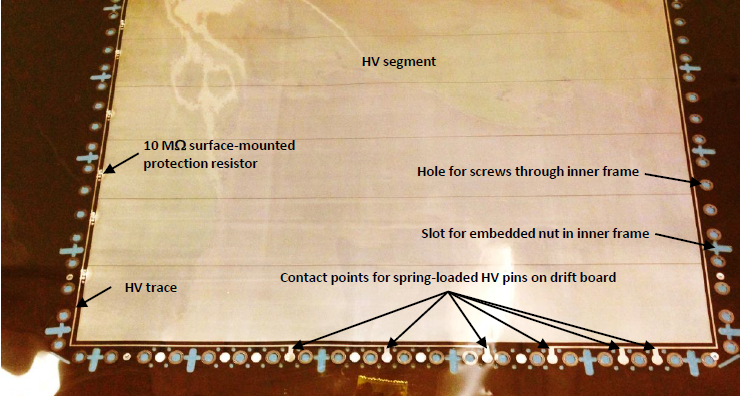 HV segment
10 MΩ surface-mounted
protection resistor
Hole for screws through inner frame
Slot for embedded nut in inner frame
Contact points for spring-loaded HV pins on drift board
HV trace